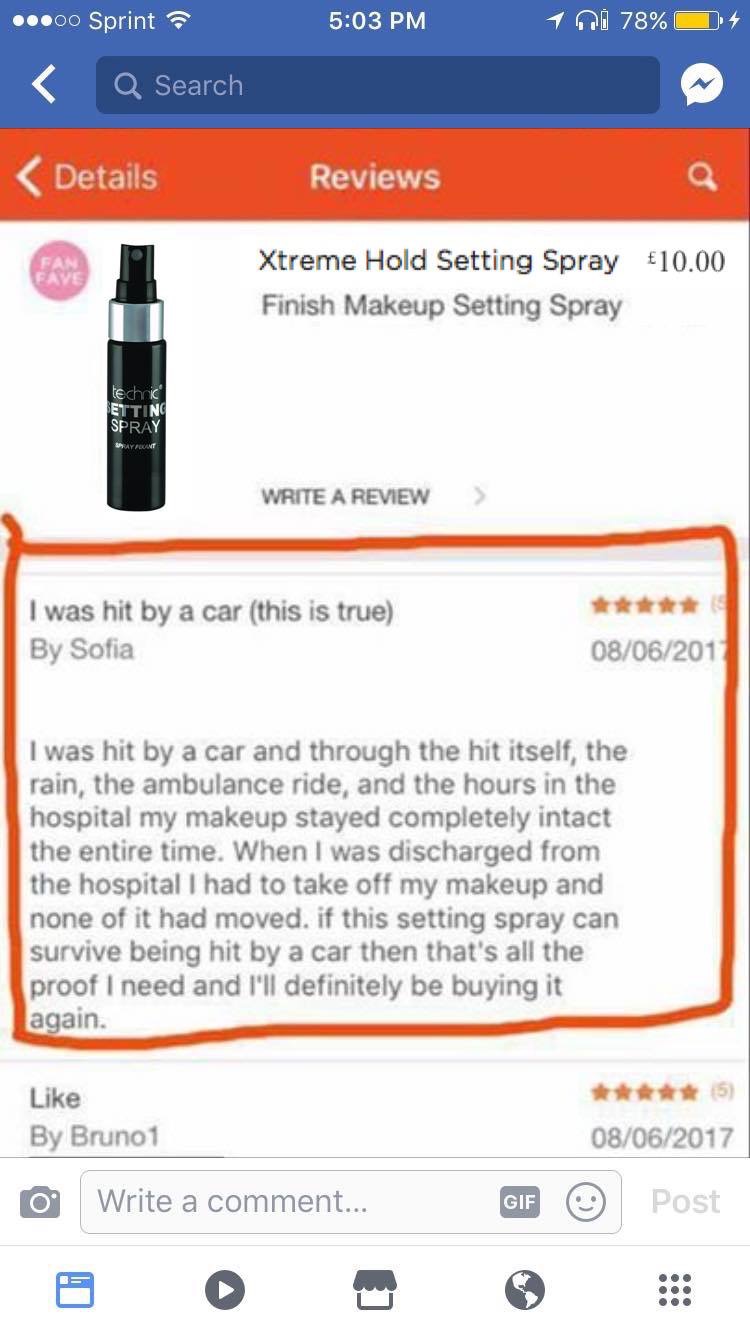 Sprint 5:03 PM 78%
Search
Details Reviews
FAN
FAVE
Xtreme Hold Setting Spray £10.00
Finish Makeup Setting Spray
technic
SETTING
SPRAY
SPRAY FIXANT
WRITE A REVIEW
I was hit by a car (this is true) (5
By Sofia 08/06/2017
I was hit by a car and through the hit itself, the
rain, the ambulance ride, and the hours in the
hospital my makeup stayed completely intact
the entire time. When I was discharged from
the hospital I had to take off my makeup and
none of it had moved. if this setting spray can
survive being hit by a car then that's all the
proof I need and I'll definitely be buying it
again.
Like (5)
By Bruno1 08/06/2017
Write a comment... GIF Post